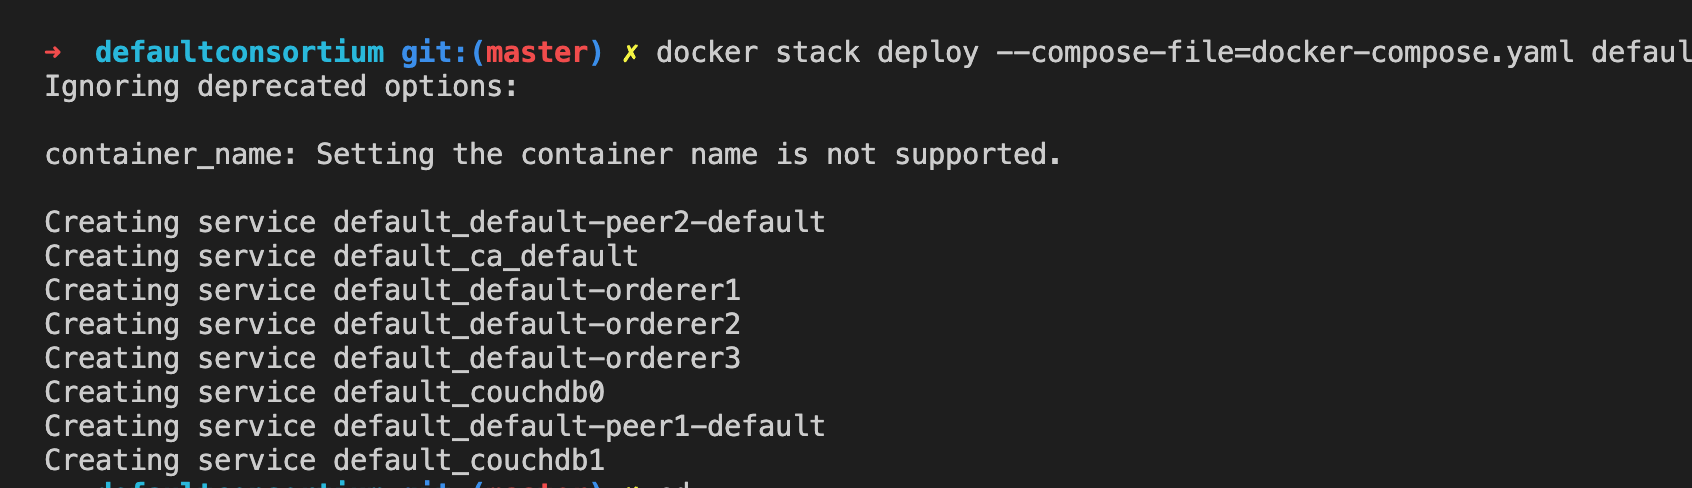 ➜ defaultconsortium git:(master) ✗ docker stack deploy --compose-file=docker-compose.yaml defaul
Ignoring deprecated options:
container_name: Setting the container name is not supported.
Creating service default_default-peer2-default
Creating service default_ca_default
Creating service default_default-orderer1
Creating service default_default-orderer2
Creating service default_default-orderer3
Creating service default_couchdb0
Creating service default_default-peer1-default
Creating service default_couchdb1